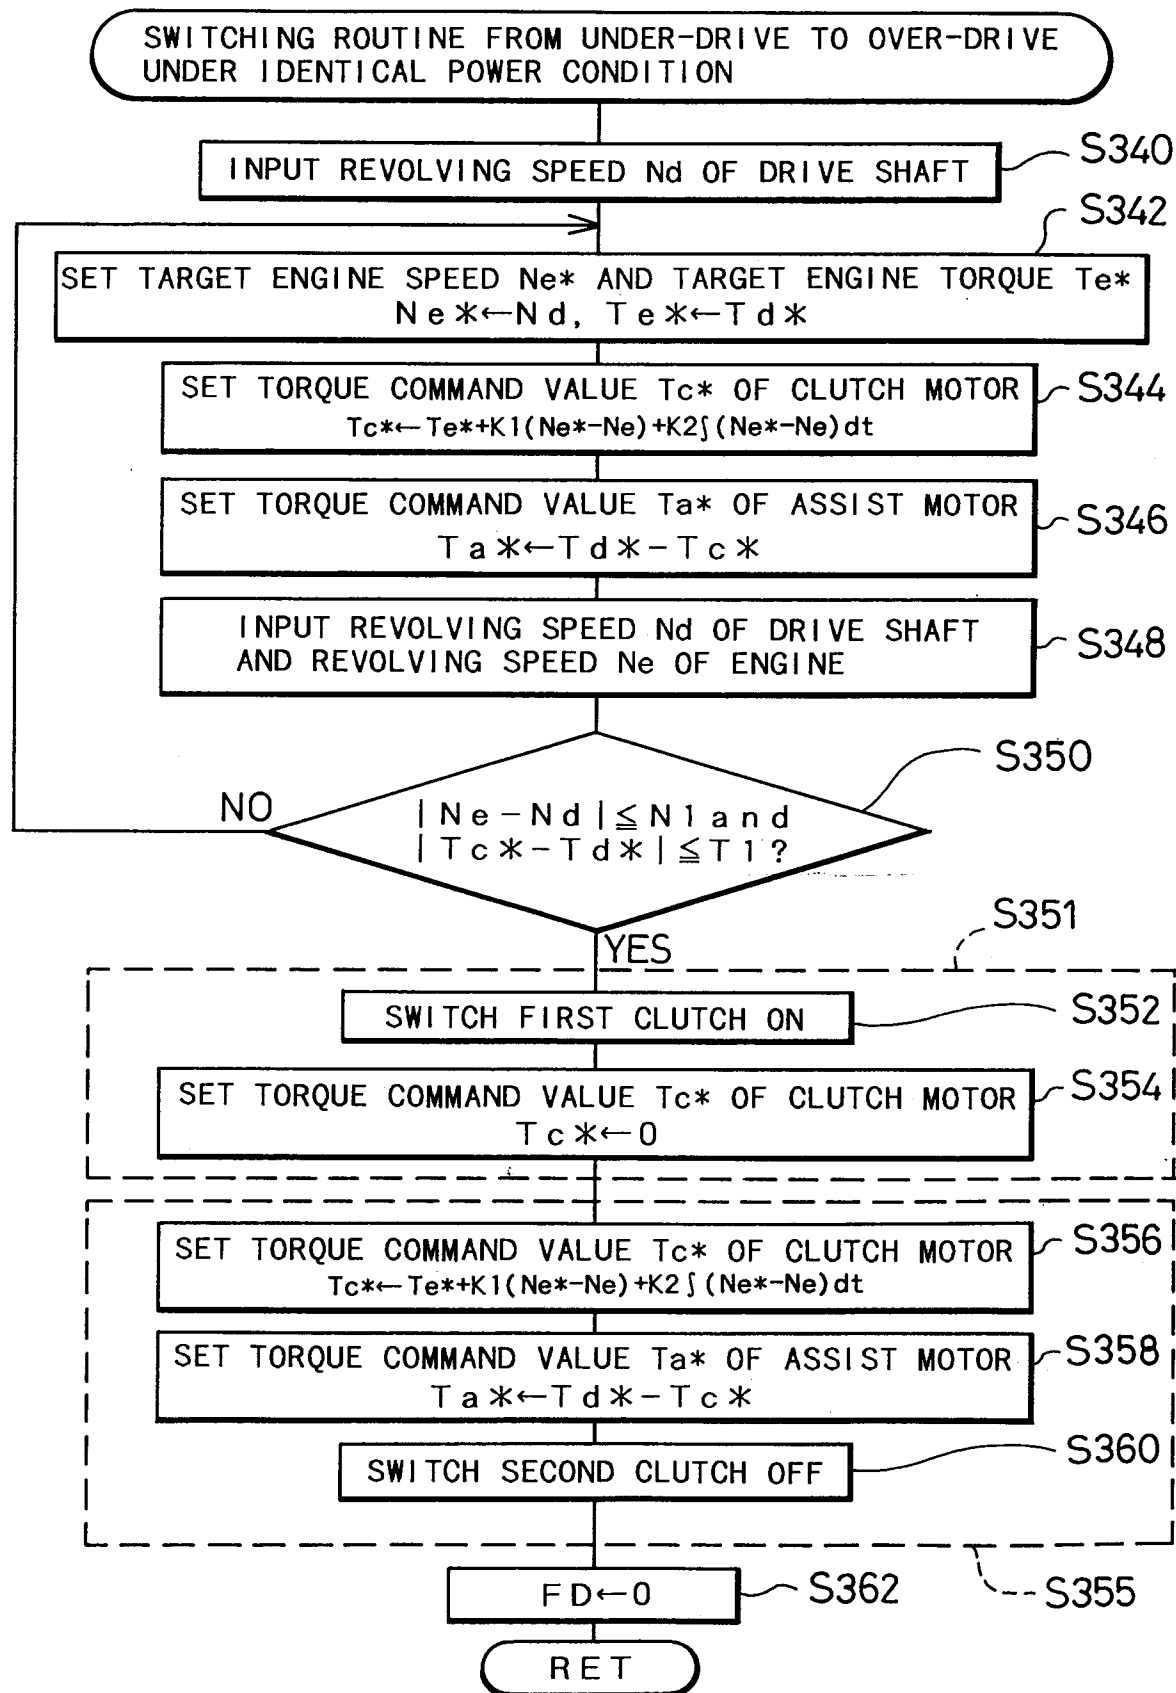 SWITCHING ROUTINE FROM UNDER-DRIVE TO OVER-DRIVE
UNDER IDENTICAL POWER CONDITION
INPUT REVOLVING SPEED Nd OF DRIVE SHAFT
S340
S342
SET TARGET ENGINE SPEED Ne* AND TARGET ENGINE TORQUE Te*
Ne*←Nd, Te*←Td*
SET TORQUE COMMAND VALUE Tc* OF CLUTCH MOTOR
Tc*←Te*+K1(Ne*-Ne)+K2∫(Ne*-Ne)dt
S344
SET TORQUE COMMAND VALUE Ta* OF ASSIST MOTOR
Ta*←Td*-Tc*
S346
INPUT REVOLVING SPEED Nd OF DRIVE SHAFT
AND REVOLVING SPEED Ne OF ENGINE
S348
S350
NO
|Ne-Nd|≦N1 and
|Tc*-Td*|≦T1?
YES
S351
SWITCH FIRST CLUTCH ON
S352
SET TORQUE COMMAND VALUE Tc* OF CLUTCH MOTOR
Tc*←0
S354
SET TORQUE COMMAND VALUE Tc* OF CLUTCH MOTOR
Tc*←Te*+K1(Ne*-Ne)+K2∫(Ne*-Ne)dt
S356
SET TORQUE COMMAND VALUE Ta* OF ASSIST MOTOR
Ta*←Td*-Tc*
S358
SWITCH SECOND CLUTCH OFF
S360
S355
FD←0
S362
RET